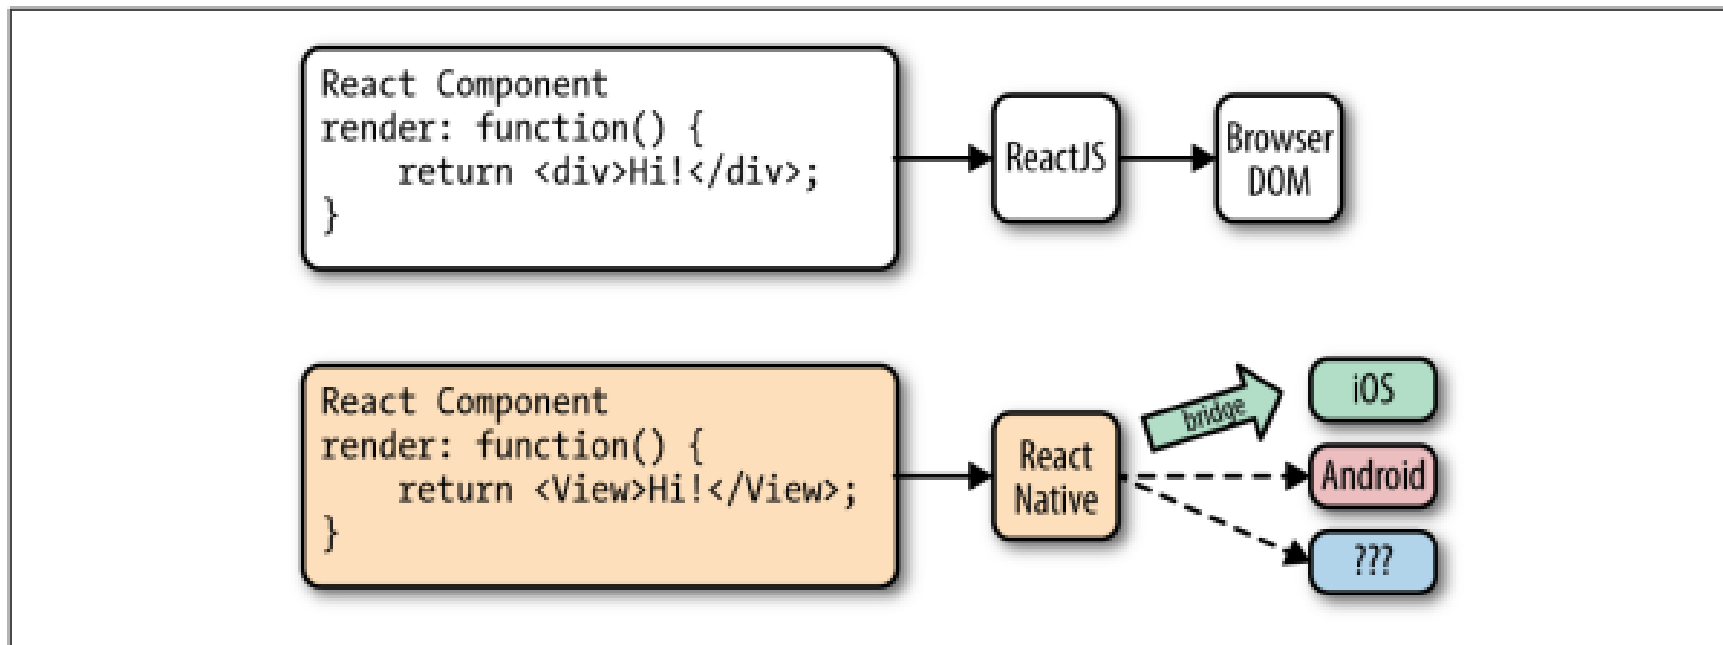 React Component
render: function() {
    return <div>Hi!</div>;
}
ReactJS
Browser
DOM
React Component
render: function() {
    return <View>Hi!</View>;
}
React
Native
bridge
iOS
Android
???